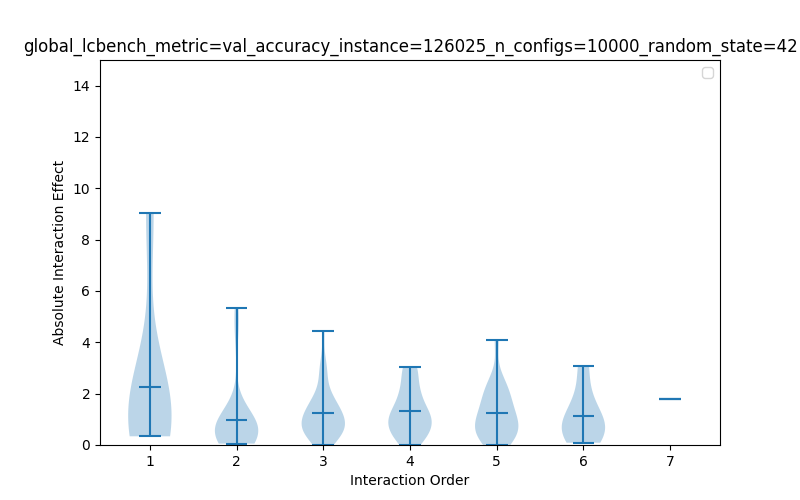 global_lcbench_metric=val_accuracy_instance=126025_n_configs=10000_random_state=42
14
12
10
8
6
4
2
0
Absolute Interaction Effect
1 2 3 4 5 6 7
Interaction Order